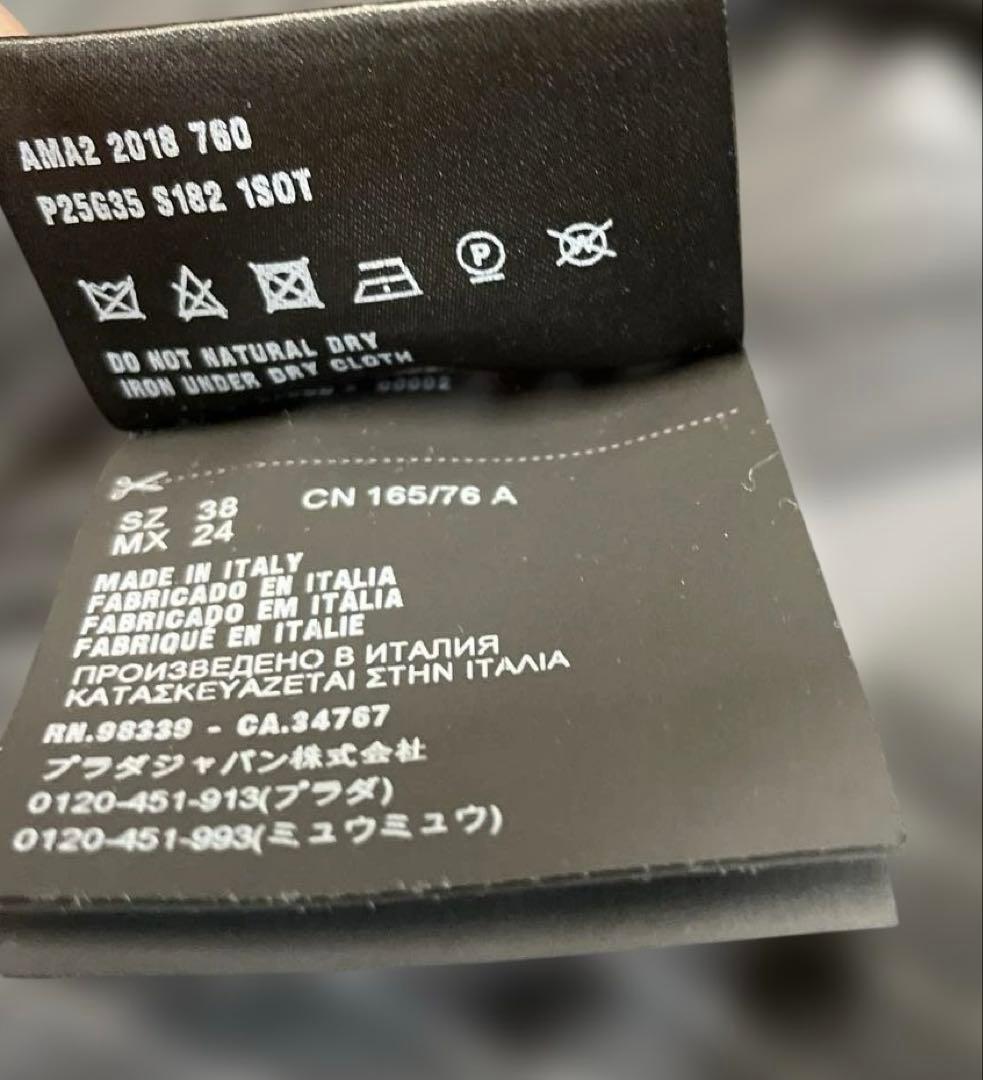 AMA2 2018 760
P25G35 S182 1SOT
P W
DO NOT NATURAL DRY
IRON UNDER DRY CLOTH
00002
SZ 38 CN 165/76 A
MX 24
MADE IN ITALY
FABRICADO EN ITALIA
FABRICADO EM ITÁLIA
FABRIQUÉ EN ITALIE
ПРОИЗВЕДЕНО В ИТАЛИЯ
ΚΑΤΑΣΚΕΥΑΖΕΤΑΙ ΣΤΗΝ ΙΤΑΛΙΑ
RN.98339 - CA.34767
プラダジャパン株式会社
0120-451-913(プラダ)
0120-451-993(ミュウミュウ)